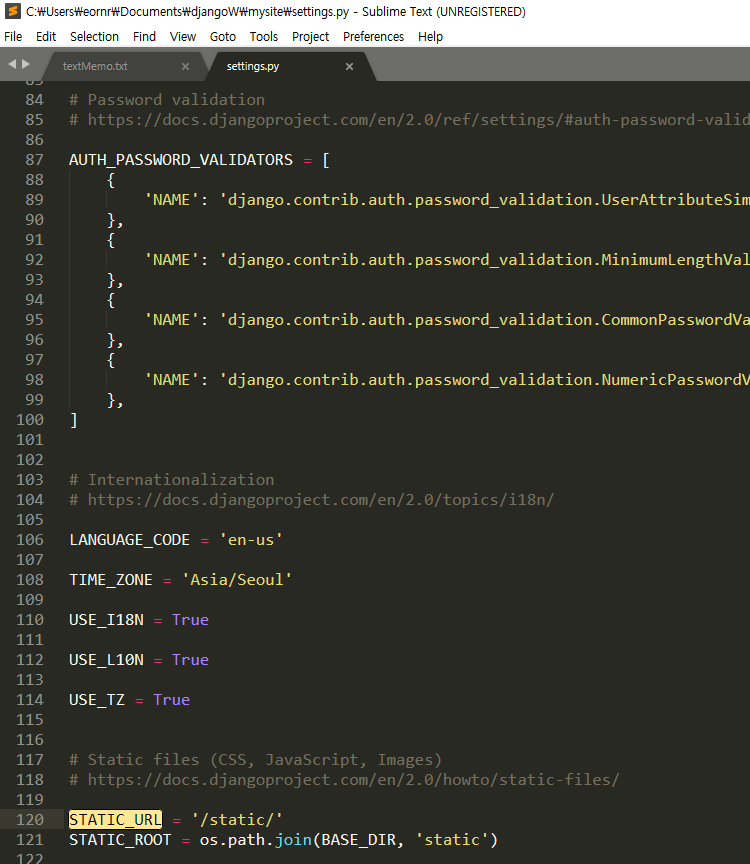 C:₩Users₩eornr₩Documents₩djangoW₩mysite₩settings.py - Sublime Text (UNREGISTERED)
File Edit Selection Find View Goto Tools Project Preferences Help
textMemo.txt × settings.py ×
84 # Password validation
85 # https://docs.djangoproject.com/en/2.0/ref/settings/#auth-password-valid
86
87 AUTH_PASSWORD_VALIDATORS = [
88 {
89 'NAME': 'django.contrib.auth.password_validation.UserAttributeSim
90 },
91 {
92 'NAME': 'django.contrib.auth.password_validation.MinimumLengthVal
93 },
94 {
95 'NAME': 'django.contrib.auth.password_validation.CommonPasswordVa
96 },
97 {
98 'NAME': 'django.contrib.auth.password_validation.NumericPasswordV
99 },
100 ]
101
102
103 # Internationalization
104 # https://docs.djangoproject.com/en/2.0/topics/i18n/
105
106 LANGUAGE_CODE = 'en-us'
107
108 TIME_ZONE = 'Asia/Seoul'
109
110 USE_I18N = True
111
112 USE_L10N = True
113
114 USE_TZ = True
115
116
117 # Static files (CSS, JavaScript, Images)
118 # https://docs.djangoproject.com/en/2.0/howto/static-files/
119
120 STATIC_URL = '/static/'
121 STATIC_ROOT = os.path.join(BASE_DIR, 'static')
122